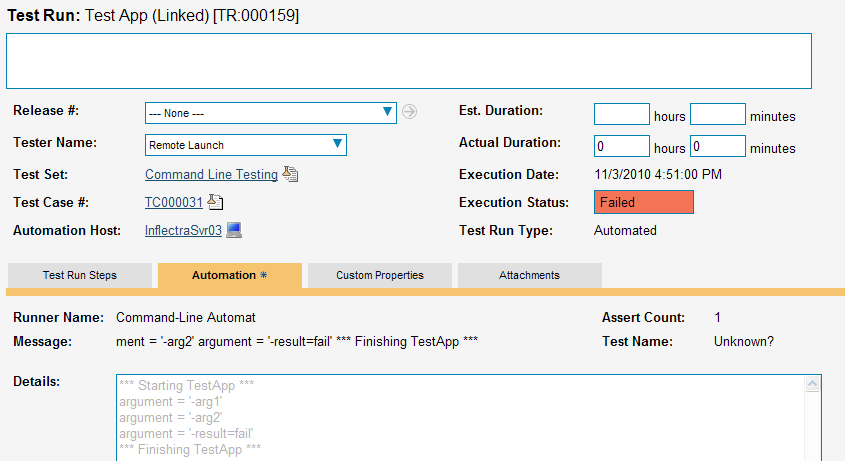 Test Run: Test App (Linked) [TR:000159]
Release #: --- None --- Est. Duration: hours minutes
Tester Name: Remote Launch Actual Duration: 0 hours 0 minutes
Test Set: Command Line Testing Execution Date: 11/3/2010 4:51:00 PM
Test Case #: TC000031 Execution Status: Failed
Automation Host: InflectraSvr03 Test Run Type: Automated
Test Run Steps Automation * Custom Properties Attachments
Runner Name: Command-Line Automat Assert Count: 1
Message: ment = '-arg2' argument = '-result=fail' *** Finishing TestApp *** Test Name: Unknown?
Details: *** Starting TestApp ***
argument = '-arg1'
argument = '-arg2'
argument = '-result=fail'
*** Finishing TestApp ***